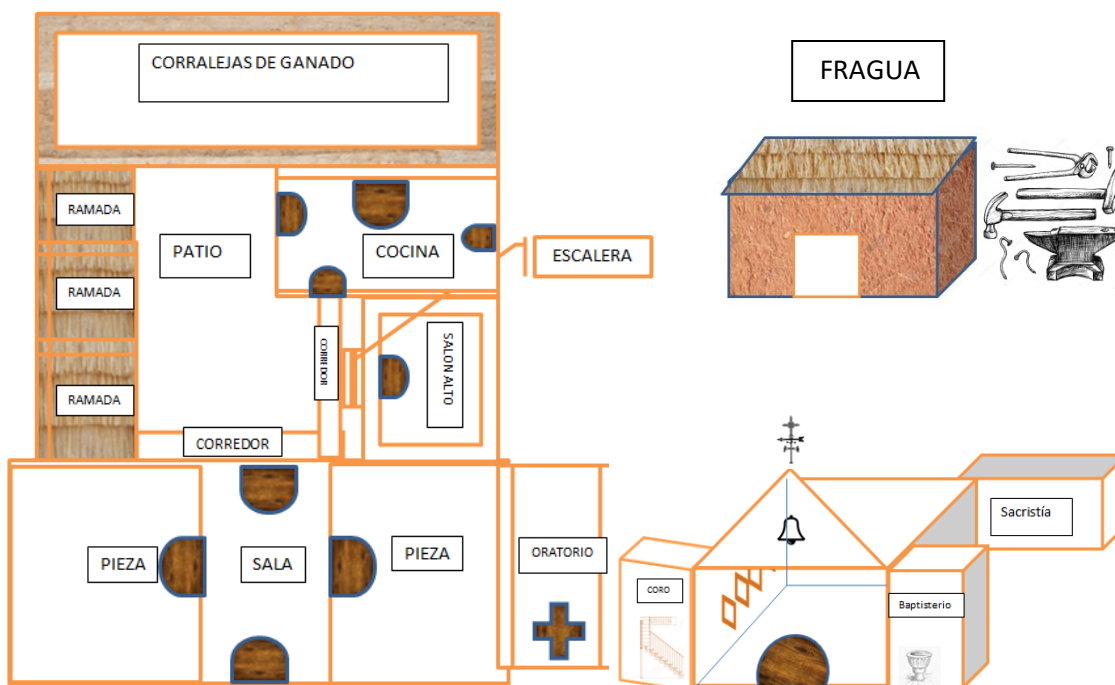 CORRALEJAS DE GANADO
FRAGUA
RAMADA
PATIO
COCINA
ESCALERA
RAMADA
CORREDOR
SALON ALTO
RAMADA
CORREDOR
PIEZA
SALA
PIEZA
ORATORIO
CORO
Sacristía
Baptisterio